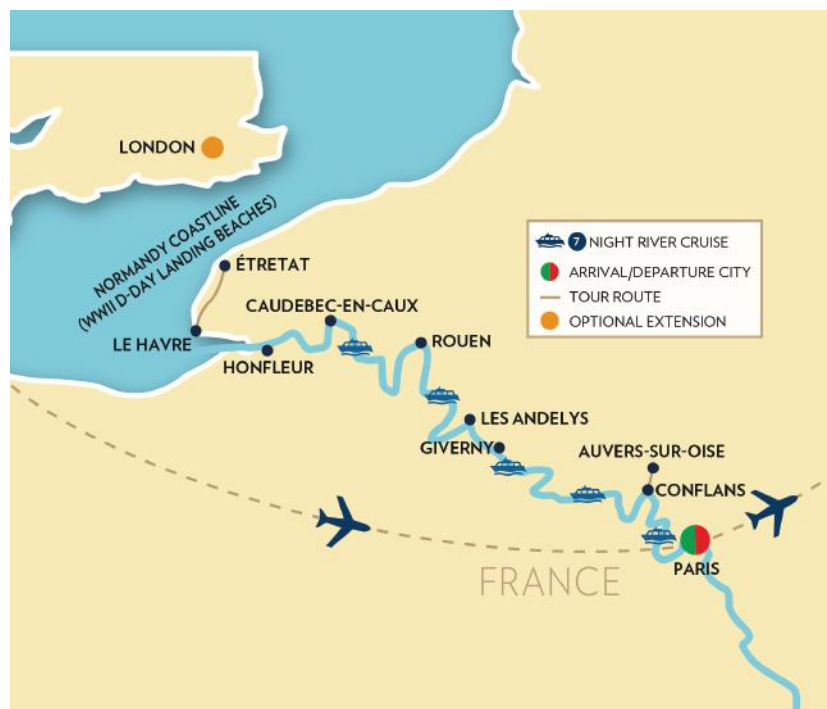 LONDON
NORMANDY COASTLINE
(WWII D-DAY LANDING BEACHES)
7 NIGHT RIVER CRUISE
ARRIVAL/DEPARTURE CITY
TOUR ROUTE
OPTIONAL EXTENSION
ÉTRETAT
CAUDEBEC-EN-CAUX
LE HAVRE
ROUEN
HONFLEUR
LES ANDELYS
GIVERNY
AUVERS-SUR-OISE
CONFLANS
PARIS
FRANCE